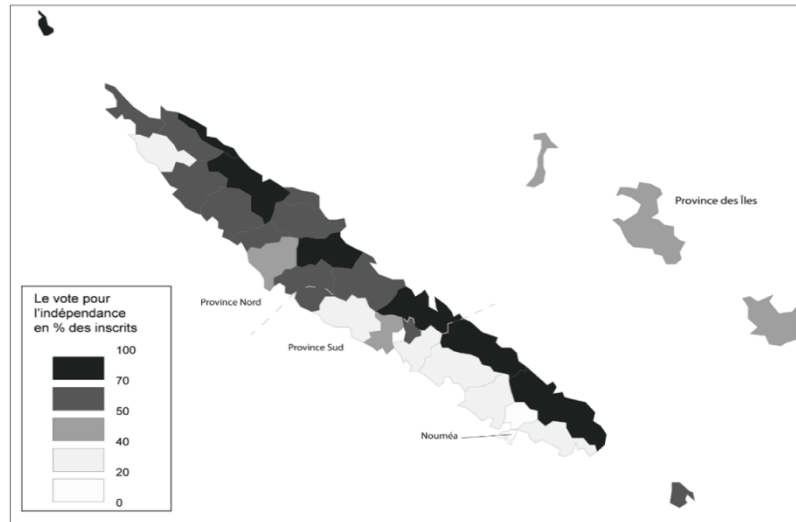 Province des Îles
Province Nord
Province Sud
Nouméa
Le vote pour
l'indépendance
en % des inscrits
100
70
50
40
20
0